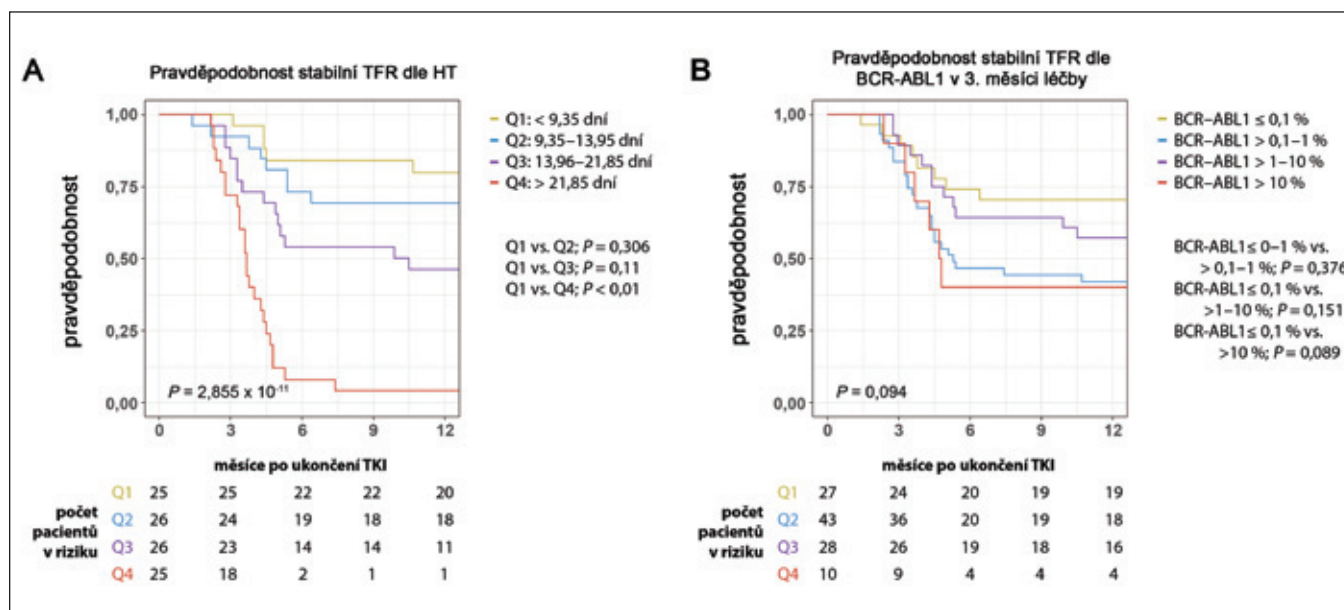 A
Pravděpodobnost stabilní TFR dle HT
pravděpodobnost
1,00
0,75
0,50
0,25
0,00
P = 2,855 x 10⁻¹¹
0 3 6 9 12
měsíce po ukončení TKI
Q1: < 9,35 dní
Q2: 9,35–13,95 dní
Q3: 13,96–21,85 dní
Q4: > 21,85 dní
Q1 vs. Q2; P = 0,306
Q1 vs. Q3; P = 0,11
Q1 vs. Q4; P < 0,01
počet
pacientů
v riziku
Q1 25 25 22 22 20
Q2 26 24 19 18 18
Q3 26 23 14 14 11
Q4 25 18 2 1 1
B
Pravděpodobnost stabilní TFR dle
BCR-ABL1 v 3. měsíci léčby
pravděpodobnost
1,00
0,75
0,50
0,25
0,00
P = 0,094
0 3 6 9 12
měsíce po ukončení TKI
BCR–ABL1 ≤ 0,1 %
BCR–ABL1 > 0,1–1 %
BCR–ABL1 > 1–10 %
BCR–ABL1 > 10 %
BCR-ABL1 ≤ 0–1 % vs.
> 0,1–1 %; P = 0,376
BCR-ABL1 ≤ 0,1 % vs.
>1–10 %; P = 0,151
BCR-ABL1 ≤ 0,1 % vs.
>10 %; P = 0,089
počet
pacientů
v riziku
Q1 27 24 20 19 19
Q2 43 36 20 19 18
Q3 28 26 19 18 16
Q4 10 9 4 4 4